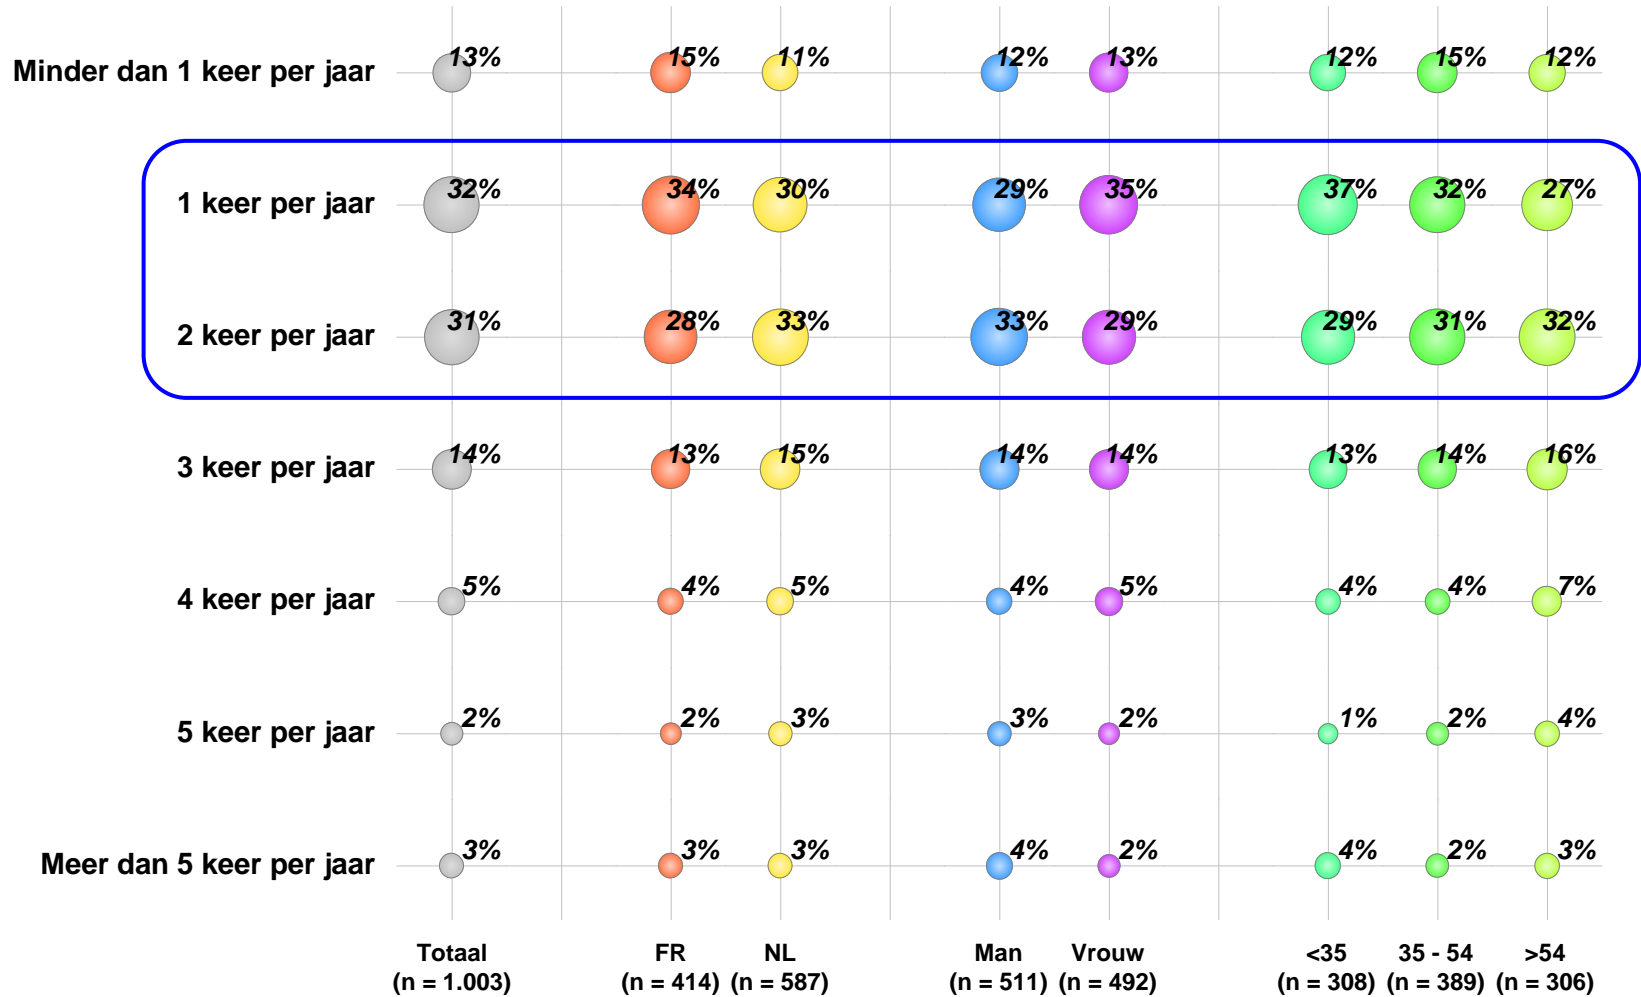 Minder dan 1 keer per jaar 13% 15% 11% 12% 13% 12% 15% 12%
1 keer per jaar 32% 34% 30% 29% 35% 37% 32% 27%
2 keer per jaar 31% 28% 33% 33% 29% 29% 31% 32%
3 keer per jaar 14% 13% 15% 14% 14% 13% 14% 16%
4 keer per jaar 5% 4% 5% 4% 5% 4% 4% 7%
5 keer per jaar 2% 2% 3% 3% 2% 1% 2% 4%
Meer dan 5 keer per jaar 3% 3% 3% 4% 2% 4% 2% 3%
Totaal FR NL Man Vrouw <35 35 - 54 >54
(n = 1.003) (n = 414) (n = 587) (n = 511) (n = 492) (n = 308) (n = 389) (n = 306)